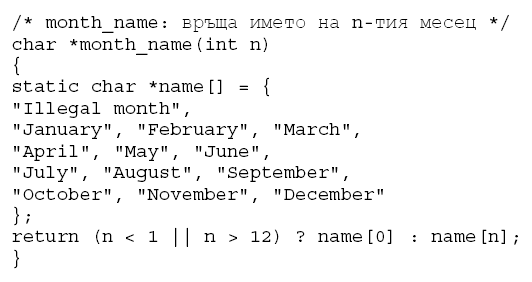 /* month_name: връща името на n-тия месец */
char *month_name(int n)
{
static char *name[] = {
"Illegal month",
"January", "February", "March",
"April", "May", "June",
"July", "August", "September",
"October", "November", "December"
};
return (n < 1 || n > 12) ? name[0] : name[n];
}